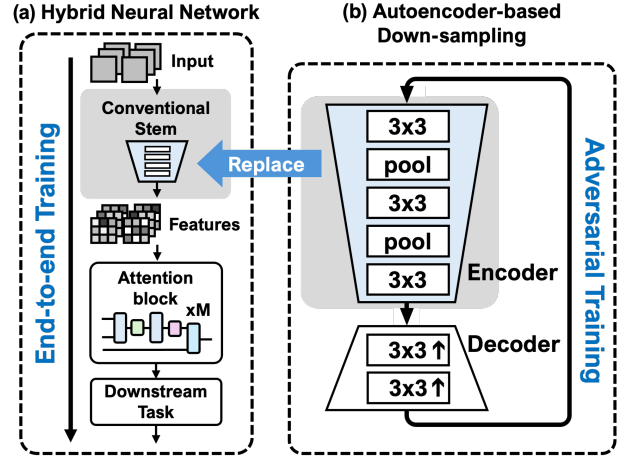 (a) Hybrid Neural Network
End-to-end Training
Input
Conventional
Stem
Features
Attention
block
xM
Downstream
Task
Replace
(b) Autoencoder-based
Down-sampling
3x3
pool
3x3
pool
3x3
Encoder
Decoder
3x3↑
3x3↑
Adversarial Training